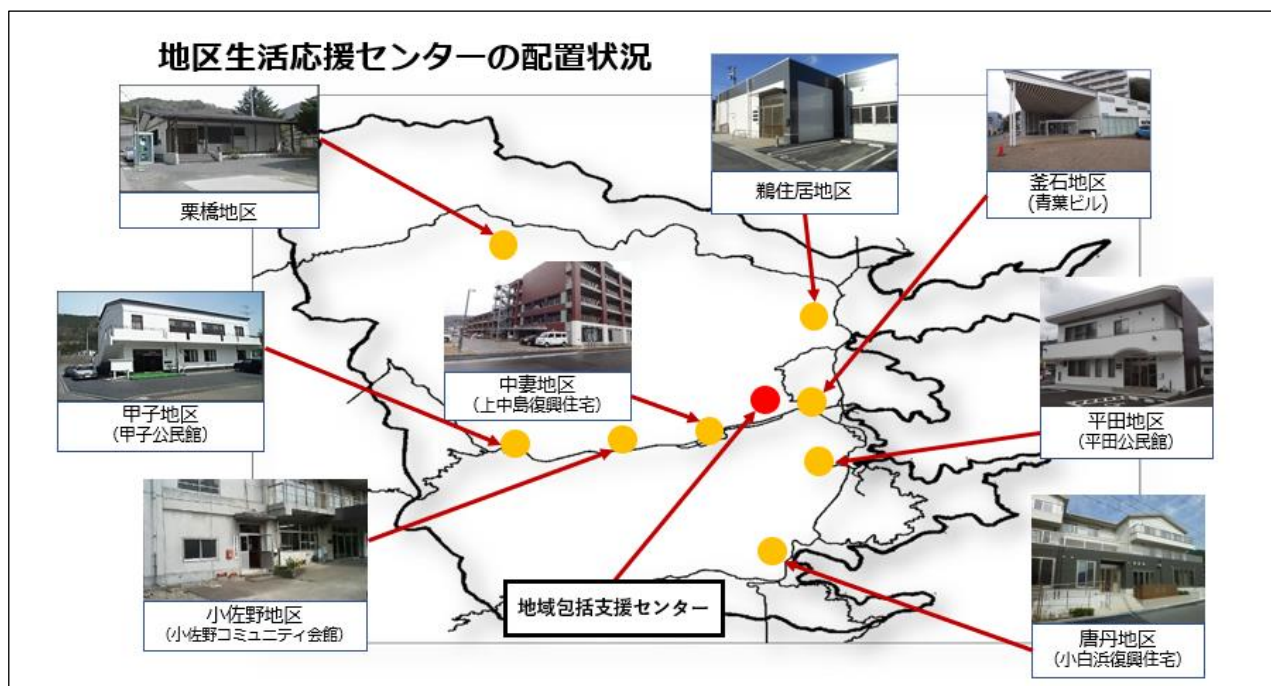 地区生活応援センターの配置状況
栗橋地区
鵜住居地区
釜石地区
(青葉ビル)
甲子地区
(甲子公民館)
中妻地区
(上中島復興住宅)
平田地区
(平田公民館)
小佐野地区
(小佐野コミュニティ会館)
地域包括支援センター
唐丹地区
(小白浜復興住宅)